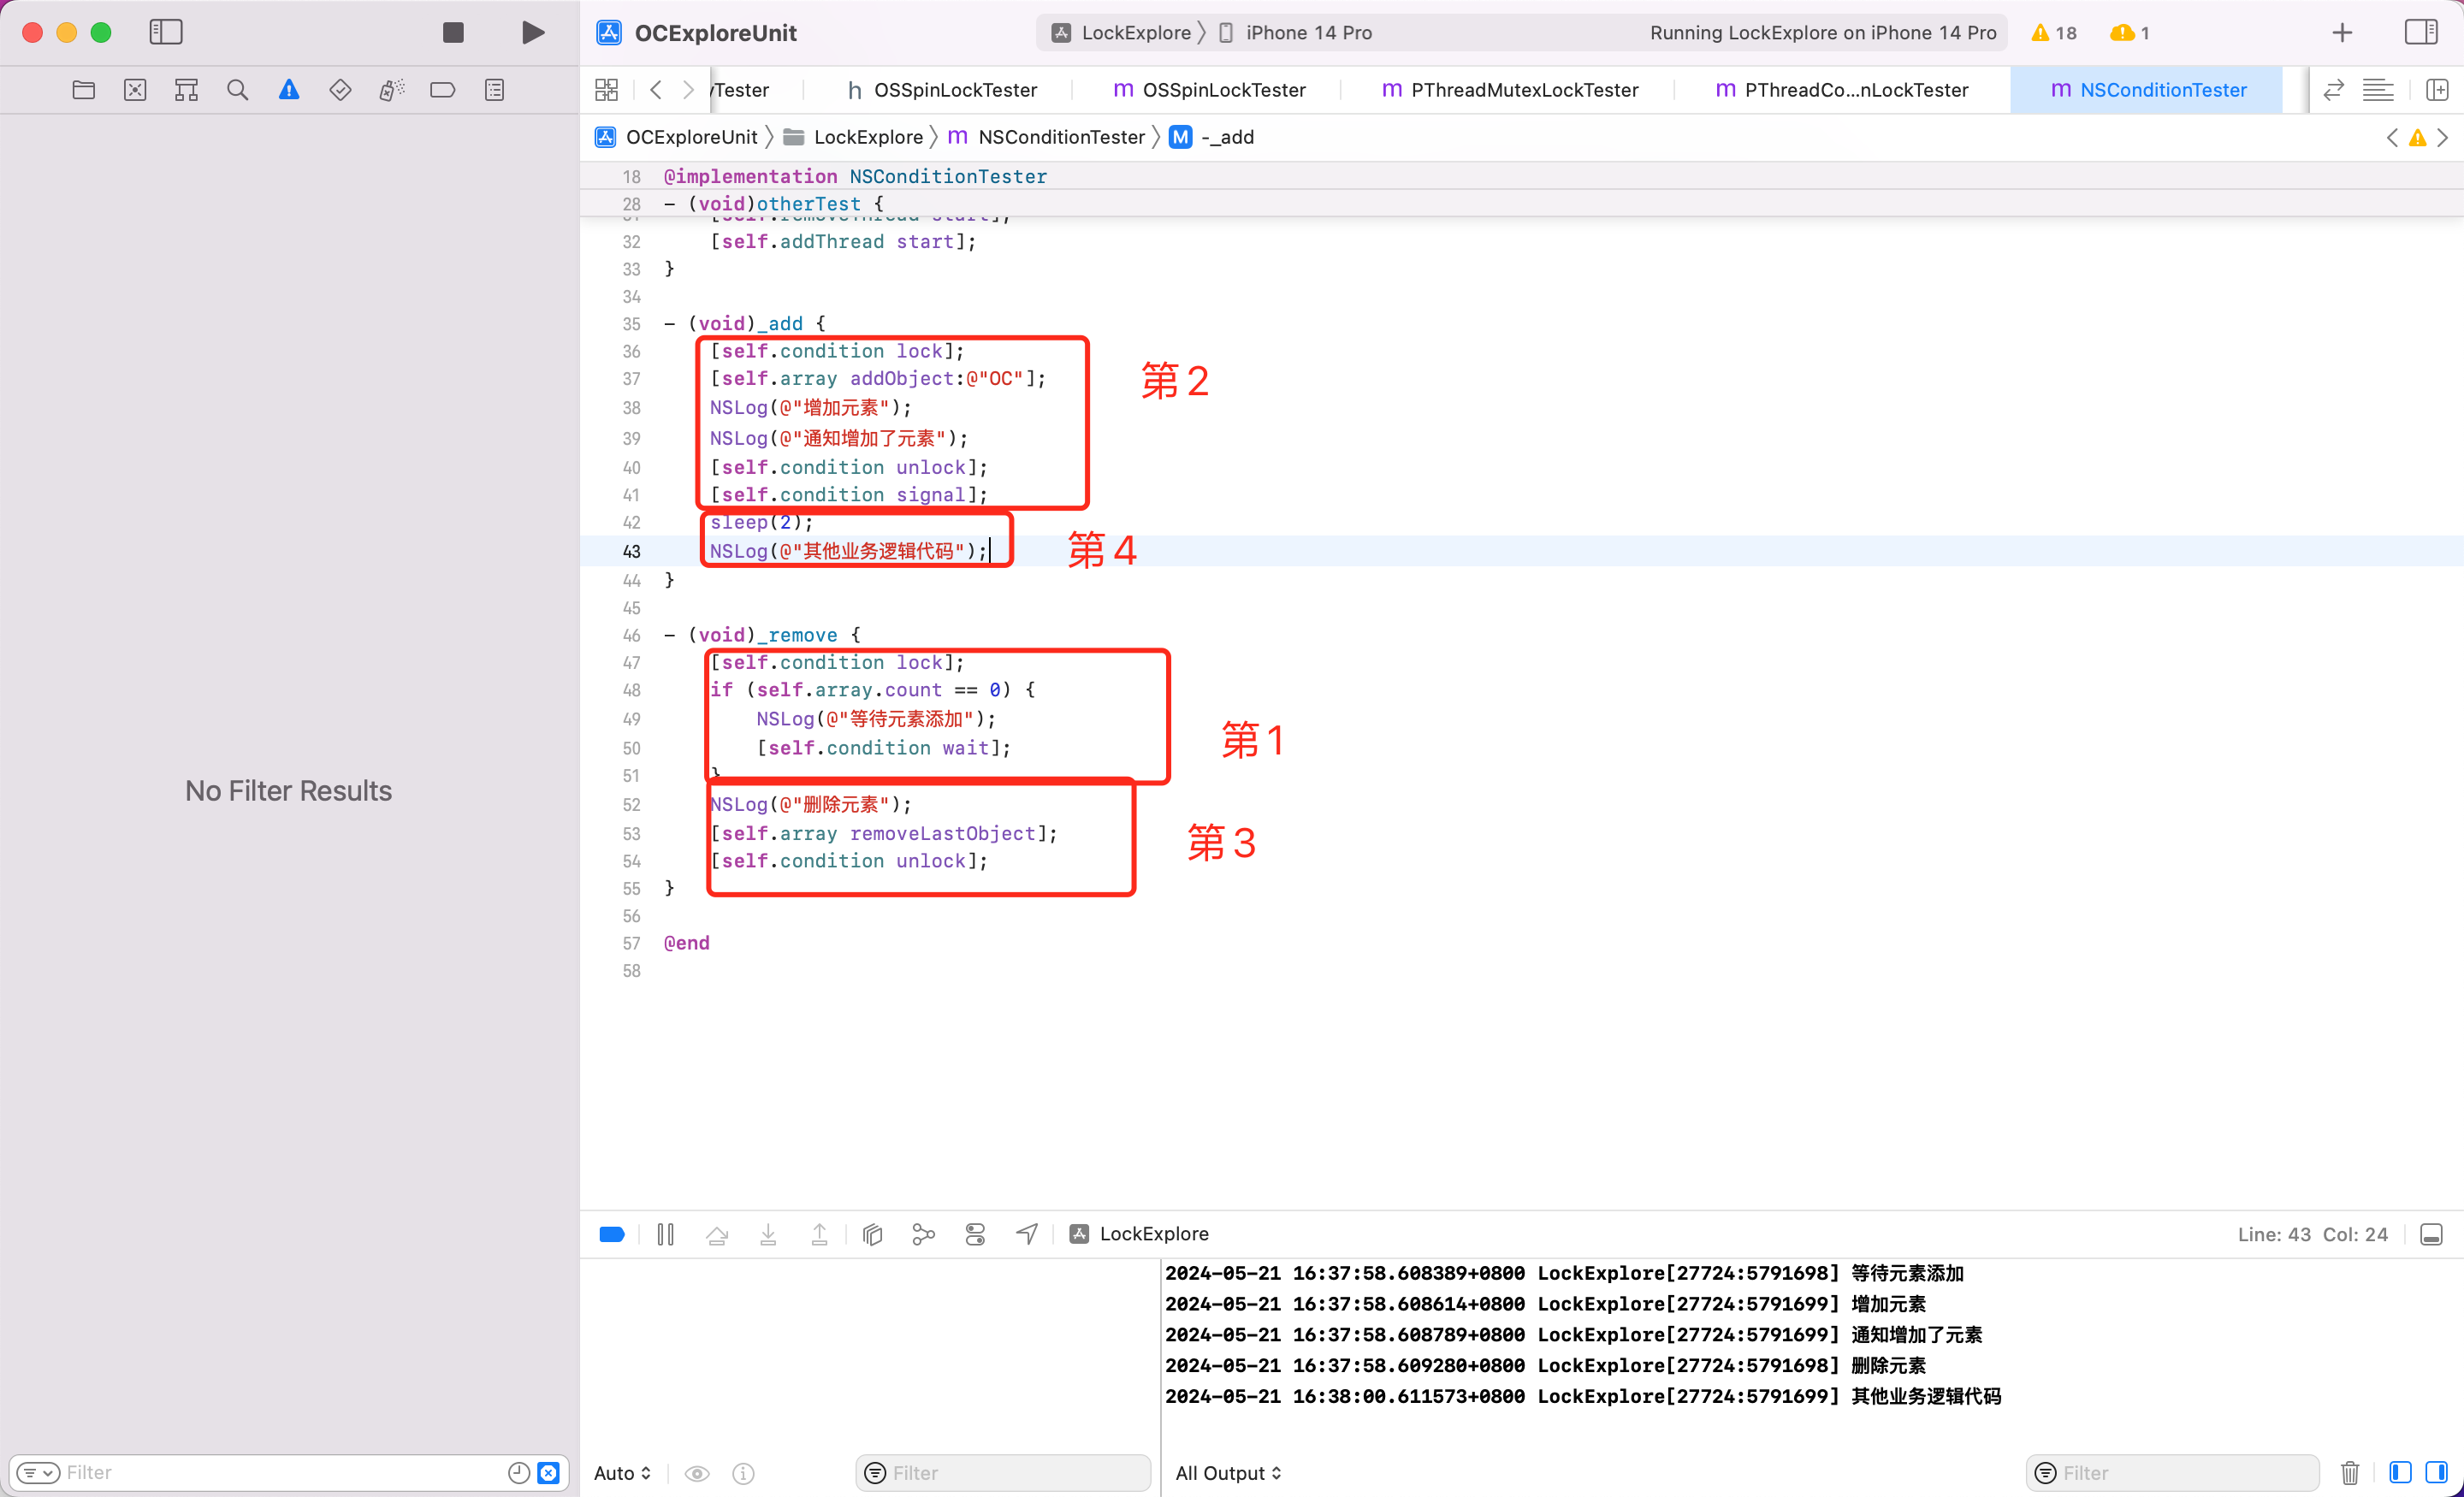 OCExploreUnit
LockExplore
iPhone 14 Pro
Running LockExplore on iPhone 14 Pro
18
1
Tester
h OSSpinLockTester
m OSSpinLockTester
m PThreadMutexLockTester
m PThreadCo...nLockTester
m NSConditionTester
OCExploreUnit
LockExplore
m NSConditionTester
M -_add
18 @implementation NSConditionTester
28 - (void)otherTest {
32 [self.addThread start];
33 }
34
35 - (void)_add {
36 [self.condition lock];
37 [self.array addObject:@"OC"];
38 NSLog(@"增加元素");
39 NSLog(@"通知增加了元素");
40 [self.condition unlock];
41 [self.condition signal];
第2
42 sleep(2);
43 NSLog(@"其他业务逻辑代码");
第4
44 }
45
46 - (void)_remove {
47 [self.condition lock];
48 if (self.array.count == 0) {
49 NSLog(@"等待元素添加");
50 [self.condition wait];
51 }
第1
52 NSLog(@"删除元素");
53 [self.array removeLastObject];
54 [self.condition unlock];
第3
55 }
56
57 @end
58
No Filter Results
LockExplore
Line: 43 Col: 24
2024-05-21 16:37:58.608389+0800 LockExplore[27724:5791698] 等待元素添加
2024-05-21 16:37:58.608614+0800 LockExplore[27724:5791699] 增加元素
2024-05-21 16:37:58.608789+0800 LockExplore[27724:5791699] 通知增加了元素
2024-05-21 16:37:58.609280+0800 LockExplore[27724:5791698] 删除元素
2024-05-21 16:38:00.611573+0800 LockExplore[27724:5791699] 其他业务逻辑代码
Filter
Auto
Filter
All Output
Filter